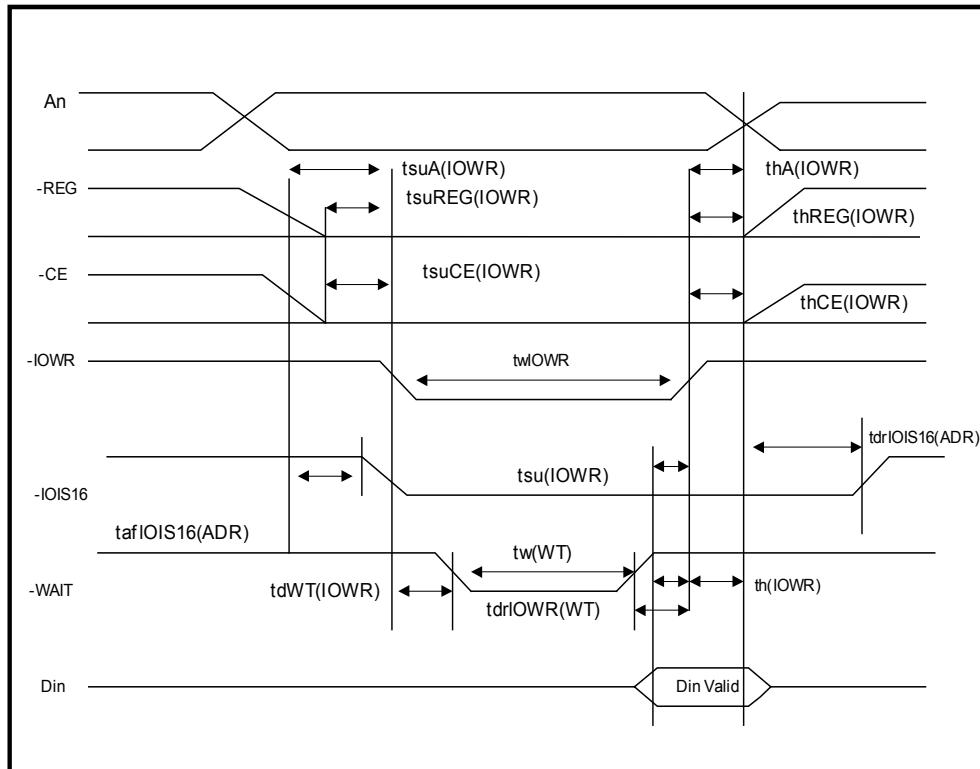 An
tsuA(IOWR)
thA(IOWR)
-REG
tsuREG(IOWR)
thREG(IOWR)
-CE
tsuCE(IOWR)
thCE(IOWR)
-IOWR
twIOWR
tdrIOIS16(ADR)
-IOIS16
tsu(IOWR)
tafIOIS16(ADR)
tw(WT)
-WAIT
tdWT(IOWR)
th(IOWR)
tdrIOWR(WT)
Din
Din Valid